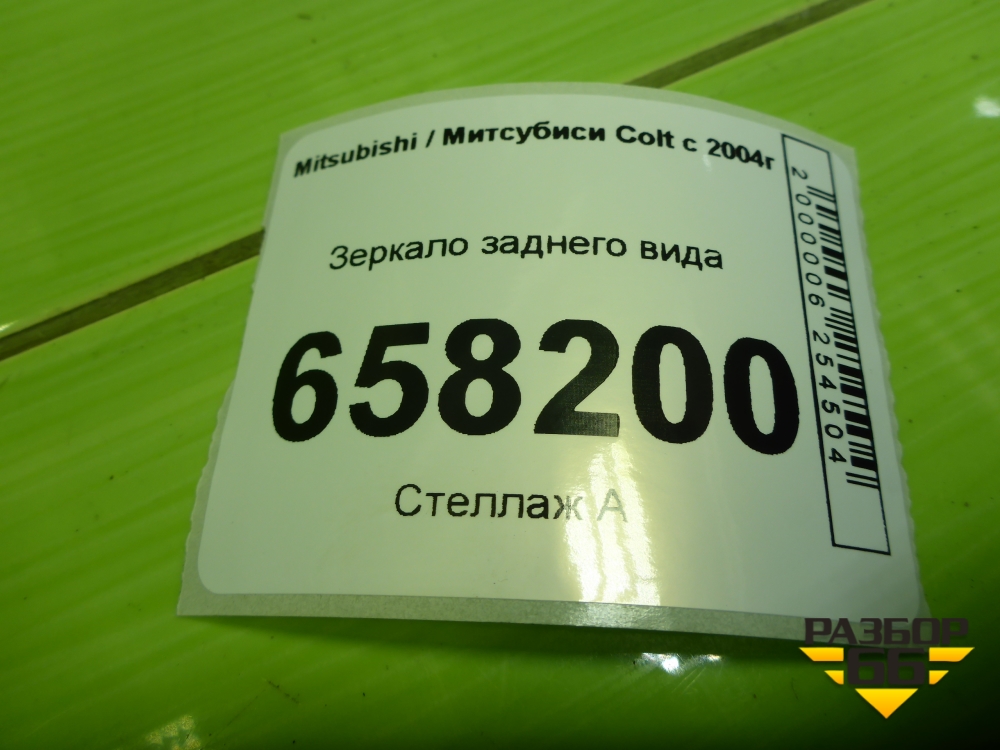 Mitsubishi / Митсубиси Colt с 2004г
Зеркало заднего вида
658200
Стеллаж А
2000006254504
РАЗБОР
66